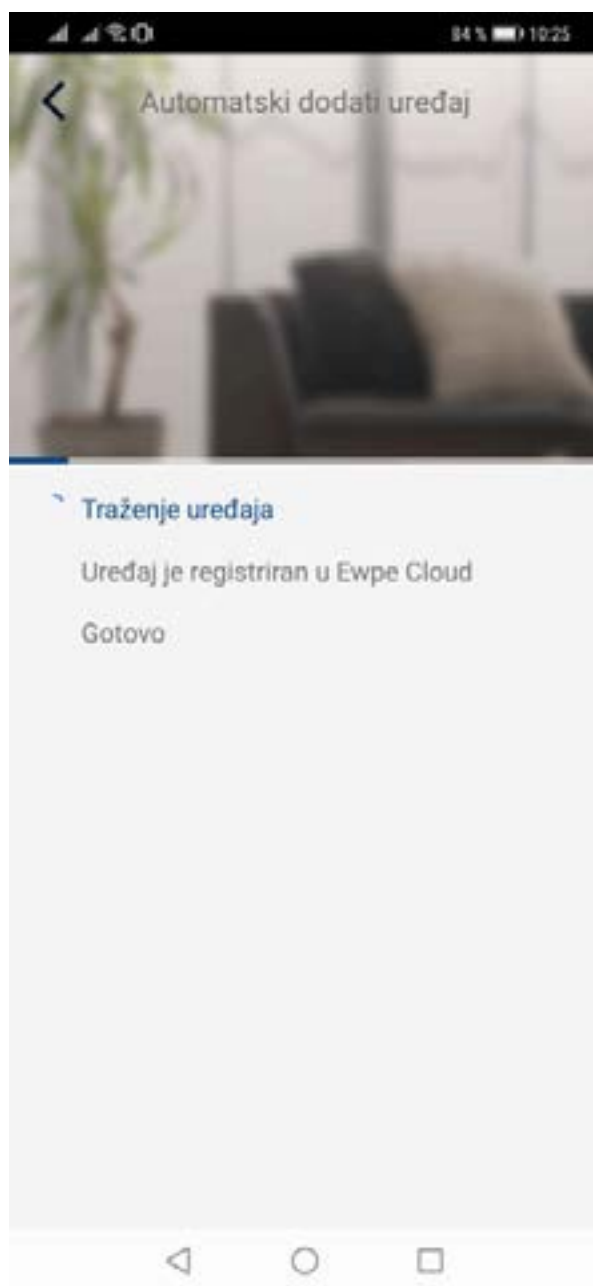 84 % 10:25
Automatski dodati uređaj
Traženje uređaja
Uređaj je registriran u Ewpe Cloud
Gotovo